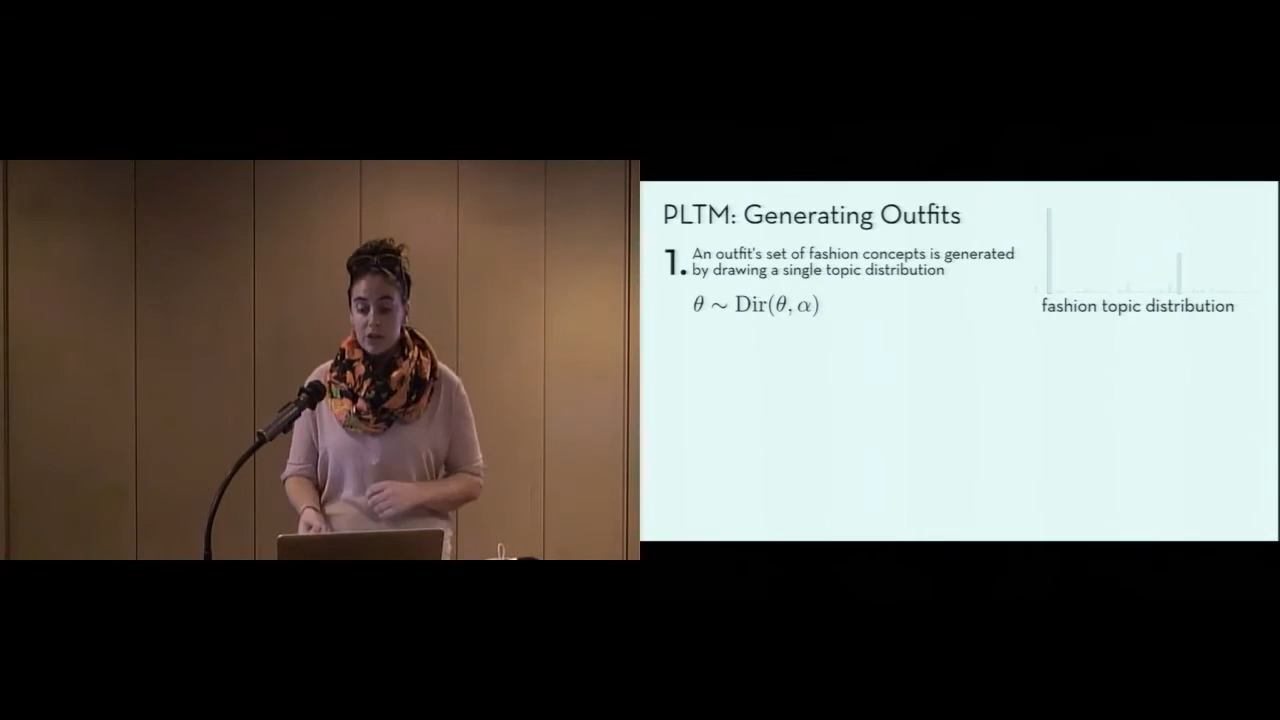 PLTM: Generating Outfits
1. An outfit's set of fashion concepts is generated
by drawing a single topic distribution
θ ∼ Dir(θ, α)
fashion topic distribution